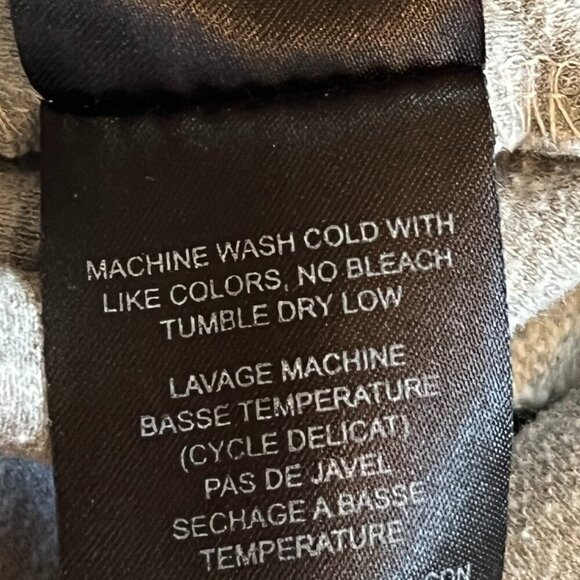 MACHINE WASH COLD WITH
LIKE COLORS, NO BLEACH
TUMBLE DRY LOW
LAVAGE MACHINE
BASSE TEMPERATURE
(CYCLE DELICAT)
PAS DE JAVEL
SECHAGE A BASSE
TEMPERATURE